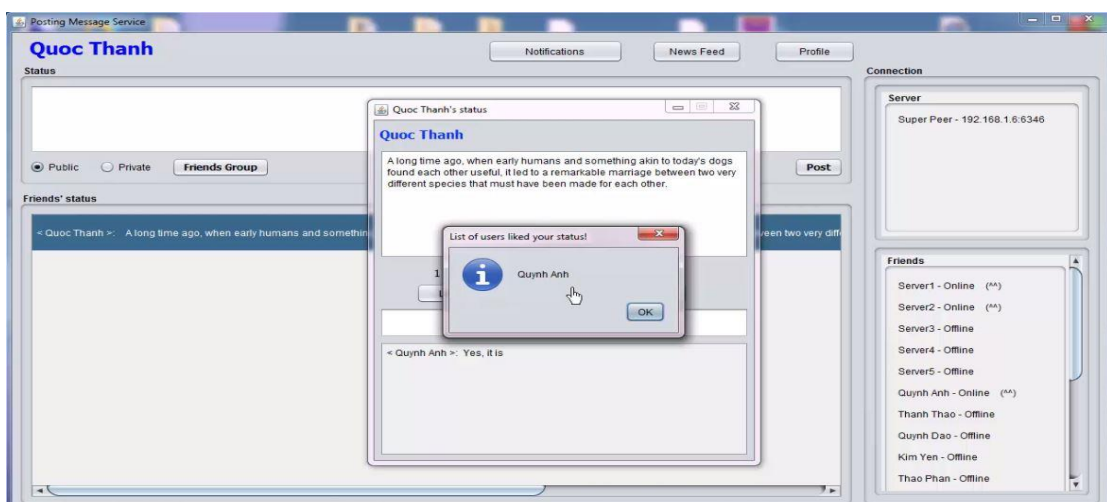 Posting Message Service
Quoc Thanh
Notifications
News Feed
Profile
Status
Public
Private
Friends Group
Post
Friends' status
< Quoc Thanh >: A long time ago, when early humans and
een two very diff
Quoc Thanh's status
Quoc Thanh
A long time ago, when early humans and something akin to today's dogs
found each other useful, it led to a remarkable marriage between two very
different species that must have been made for each other.
1
List of users liked your status!
Quynh Anh
OK
< Quynh Anh >: Yes, it is
Connection
Server
Super Peer - 192.168.1.6:6346
Friends
Server1 - Online (^^)
Server2 - Online (^^)
Server3 - Offline
Server4 - Offline
Server5 - Offline
Quynh Anh - Online (^^)
Thanh Thao - Offline
Quynh Dao - Offline
Kim Yen - Offline
Thao Phan - Offline